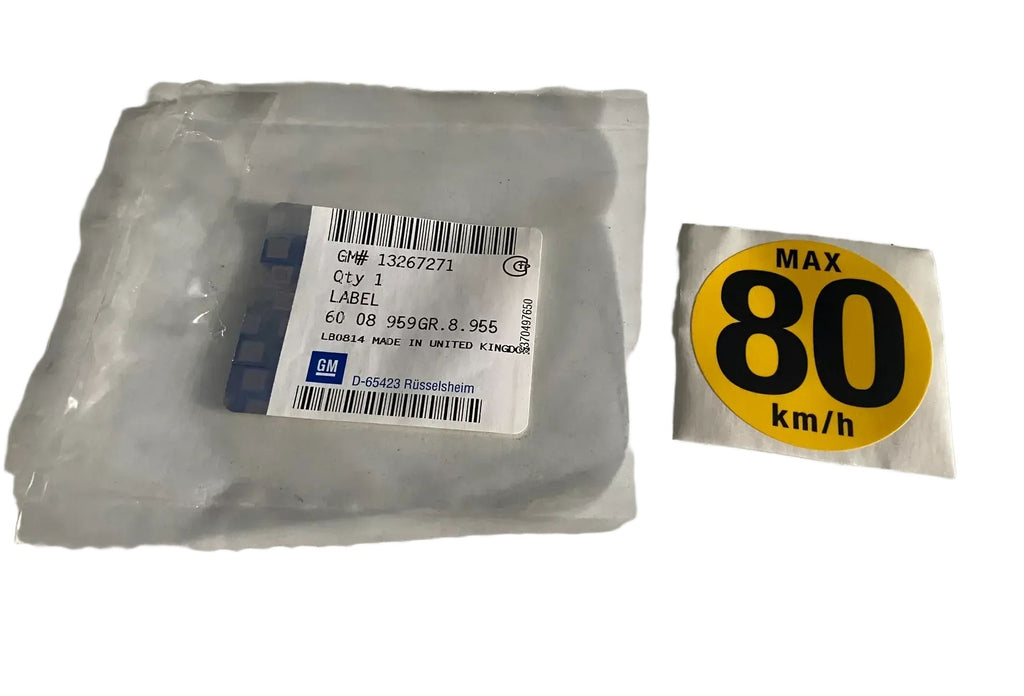 GM# 13267271
Qty 1
LABEL
60 08 959GR.8.955
LB0814 MADE IN UNITED KINGDOM
GM
D-65423 Rüsselsheim
MAX
80
km/h